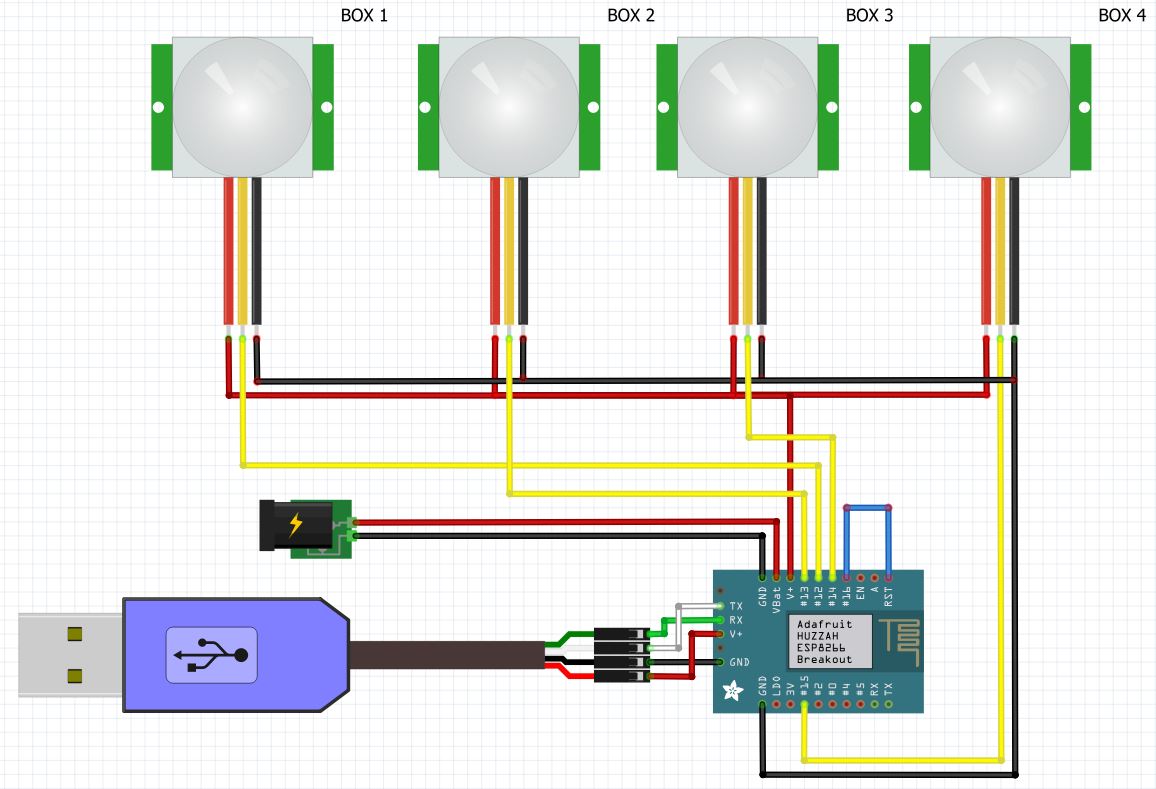 BOX 1
BOX 2
BOX 3
BOX 4
GND
VBat
V+
#13
#12
#14
#16
EN
A
RST
TX
RX
V+
GND
Adafruit
HUZZAH
ESP8266
Breakout
GND
LDO
3V
#15
#2
#0
#4
#5
RX
TX